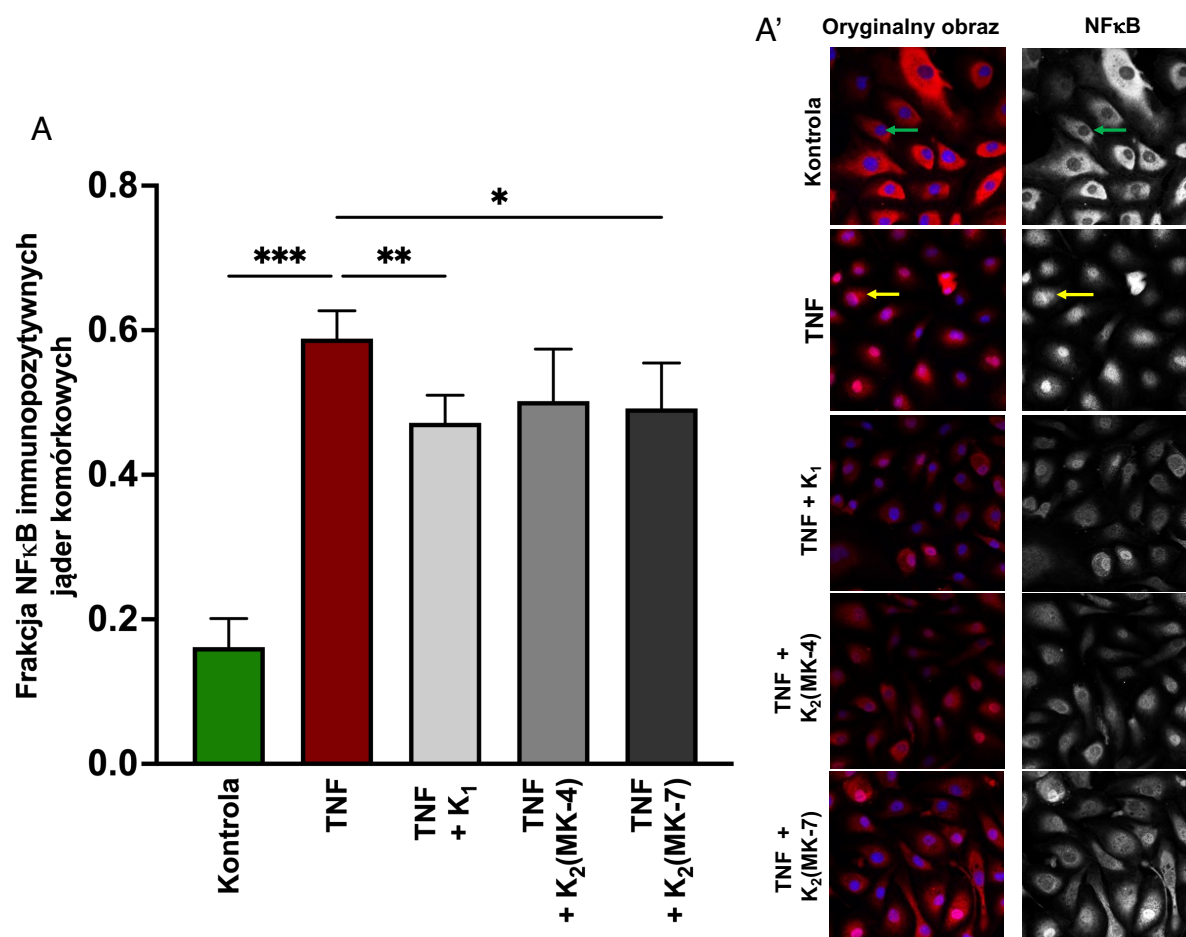 A
Frakcja NFκB immunopozytywnych
jąder komórkowych
0.8
0.6
0.4
0.2
0.0
***
**
*
Kontrola
TNF
TNF
+ K₁
TNF
+ K₂(MK-4)
TNF
+ K₂(MK-7)
A'
Oryginalny obraz
NFκB
Kontrola
TNF
TNF + K₁
TNF +
K₂(MK-4)
TNF +
K₂(MK-7)